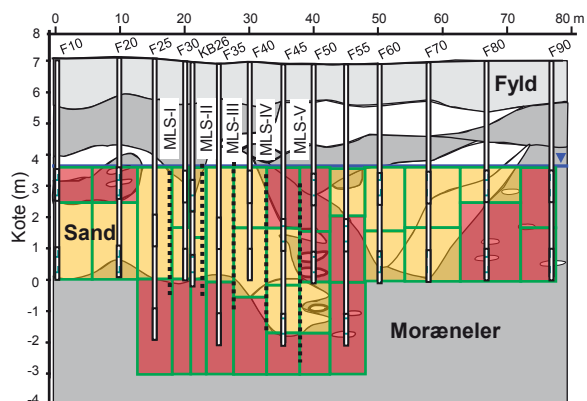 0 10 20 30 40 50 60 70 80 m
8
F10 F20 F25 F30 KB26 F35 F40 F45 F50 F55 F60 F70 F80 F90
7
Fyld
6
MLS-I MLS-II MLS-III MLS-IV MLS-V
5
4
3
Kote (m)
2
Sand
1
0
-1
Moræneler
-2
-3
-4